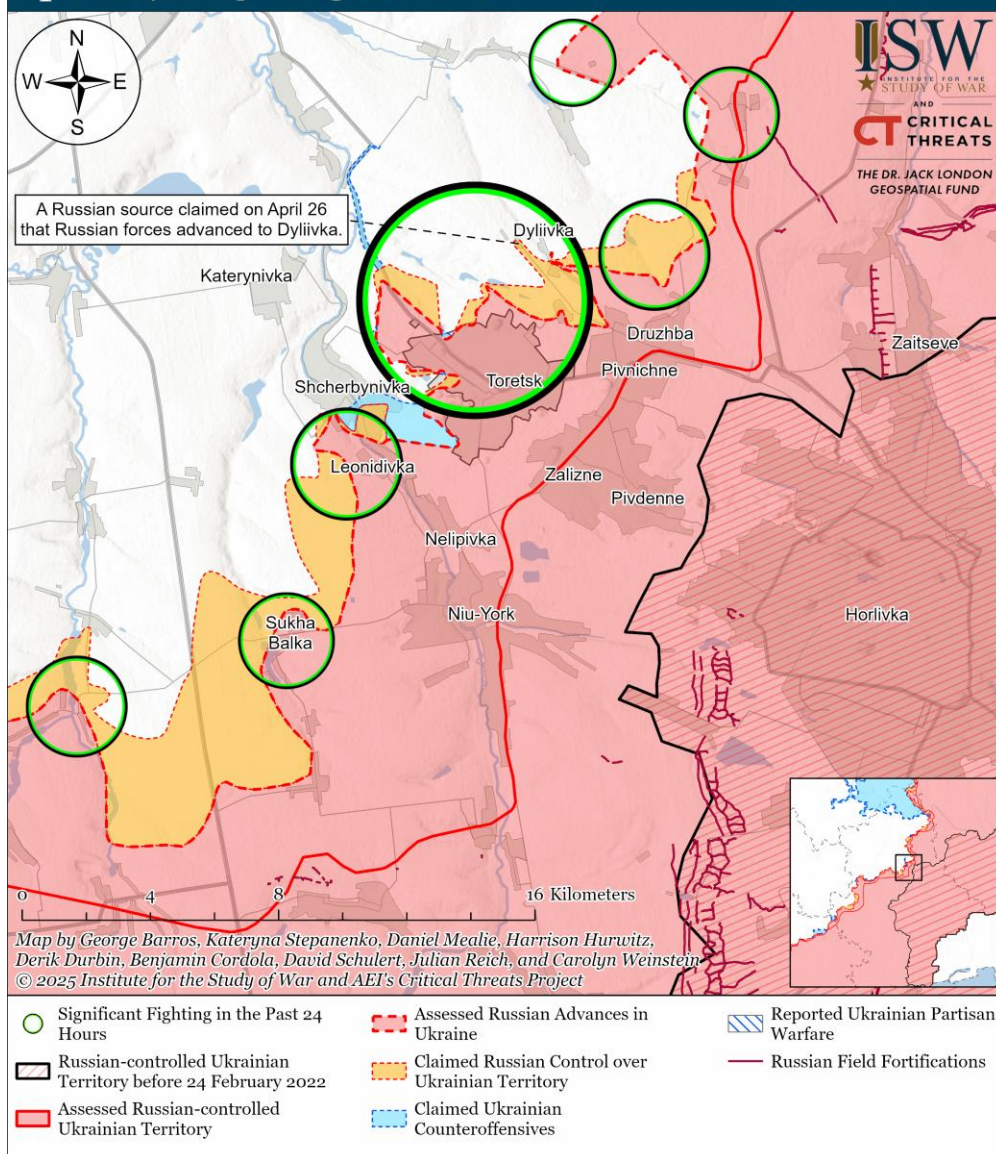 N
W E
S
ISW
INSTITUTE FOR THE
STUDY OF WAR
AND
CT CRITICAL
THREATS
THE DR. JACK LONDON
GEOSPATIAL FUND
A Russian source claimed on April 26
that Russian forces advanced to Dyliivka.
Dyliivka
Katerynivka
Druzhba
Zaitseve
Pivnichne
Shcherbynivka
Toretsk
Leonidivka
Zalizne
Pivdenne
Nelipivka
Niu-York
Horlivka
Sukha
Balka
0 4 8 16 Kilometers
Map by George Barros, Kateryna Stepanenko, Daniel Mealie, Harrison Hurwitz,
Derik Durbin, Benjamin Cordola, David Schulert, Julian Reich, and Carolyn Weinstein
© 2025 Institute for the Study of War and AEI's Critical Threats Project
Significant Fighting in the Past 24
Hours
Russian-controlled Ukrainian
Territory before 24 February 2022
Assessed Russian-controlled
Ukrainian Territory
Assessed Russian Advances in
Ukraine
Claimed Russian Control over
Ukrainian Territory
Claimed Ukrainian
Counteroffensives
Reported Ukrainian Partisan
Warfare
Russian Field Fortifications